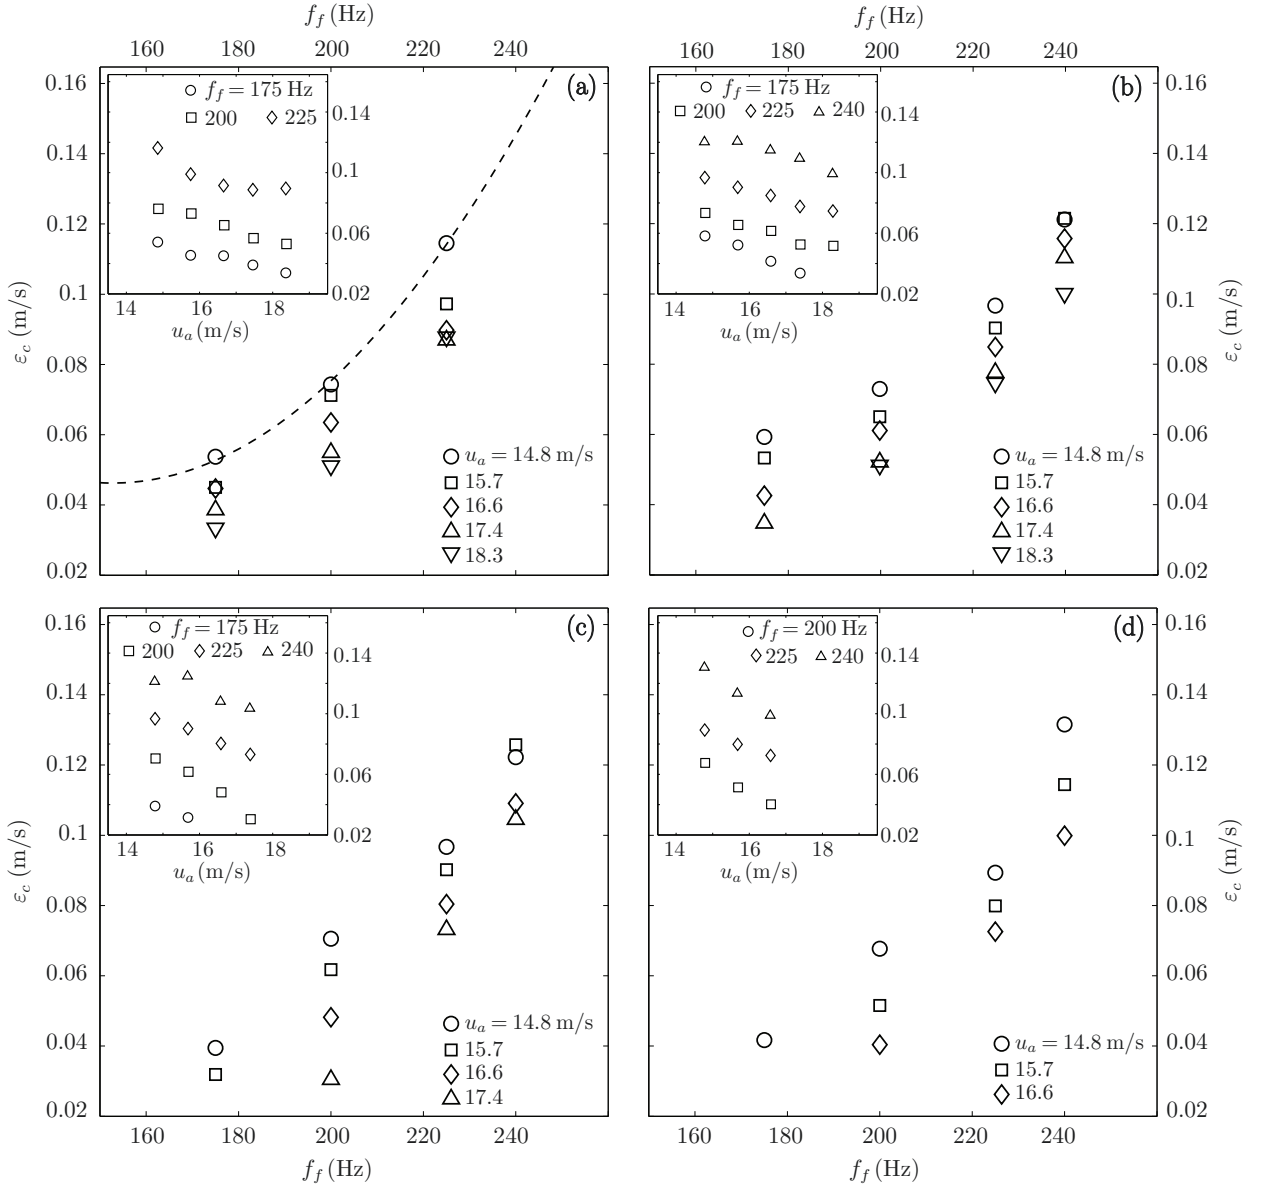 f_f (Hz)
160 180 200 220 240
0.16
0.14
0.12
0.1
0.08
0.06
0.04
0.02
ε_c (m/s)
(a)
f_f = 175 Hz
200 225
0.14
0.1
0.06
0.02
14 16 18
u_a (m/s)
u_a = 14.8 m/s
15.7
16.6
17.4
18.3
f_f (Hz)
160 180 200 220 240
(b)
f_f = 175 Hz
200 225 240
0.14
0.1
0.06
0.02
14 16 18
u_a (m/s)
u_a = 14.8 m/s
15.7
16.6
17.4
18.3
0.16
0.14
0.12
0.1
0.08
0.06
0.04
0.02
ε_c (m/s)
0.16
0.14
0.12
0.1
0.08
0.06
0.04
0.02
ε_c (m/s)
(c)
f_f = 175 Hz
200 225 240
0.14
0.1
0.06
0.02
14 16 18
u_a (m/s)
u_a = 14.8 m/s
15.7
16.6
17.4
160 180 200 220 240
f_f (Hz)
(d)
f_f = 200 Hz
225 240
0.14
0.1
0.06
0.02
14 16 18
u_a (m/s)
u_a = 14.8 m/s
15.7
16.6
0.16
0.14
0.12
0.1
0.08
0.06
0.04
0.02
ε_c (m/s)
160 180 200 220 240
f_f (Hz)